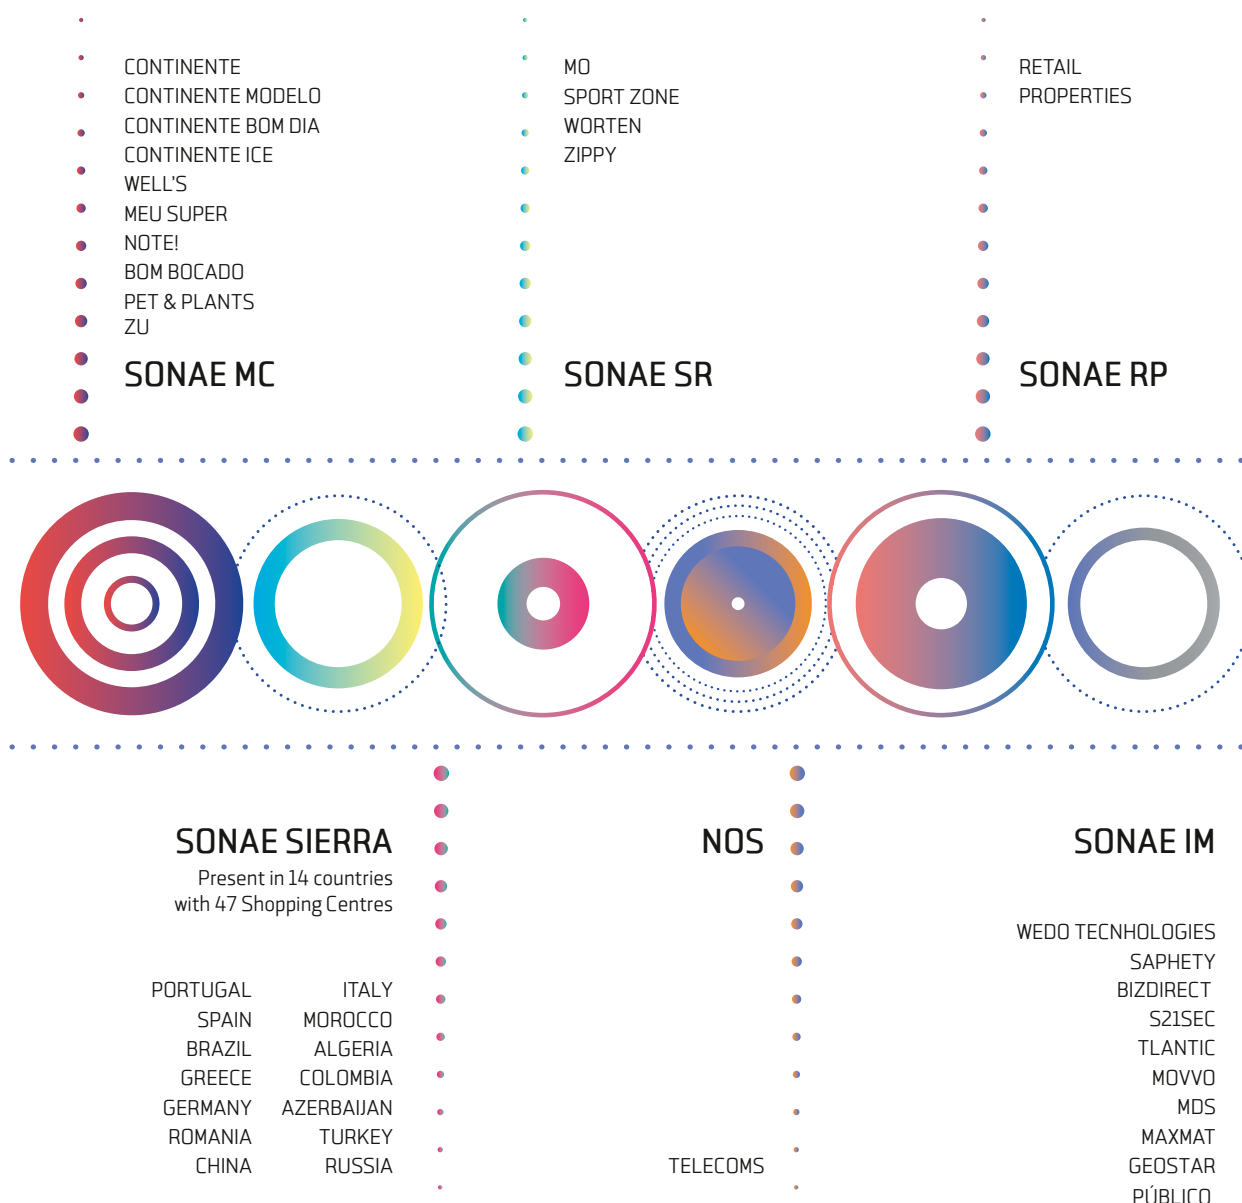 CONTINENTE
CONTINENTE MODELO
CONTINENTE BOM DIA
CONTINENTE ICE
WELL'S
MEU SUPER
NOTE!
BOM BOCADO
PET & PLANTS
ZU
SONAE MC
MO
SPORT ZONE
WORTEN
ZIPPY
SONAE SR
RETAIL
PROPERTIES
SONAE RP
SONAE SIERRA
Present in 14 countries
with 47 Shopping Centres
PORTUGAL
SPAIN
BRAZIL
GREECE
GERMANY
ROMANIA
CHINA
ITALY
MOROCCO
ALGERIA
COLOMBIA
AZERBAIJAN
TURKEY
RUSSIA
NOS
TELECOMS
SONAE IM
WEDO TECNHOLOGIES
SAPHETY
BIZDIRECT
S21SEC
TLANTIC
MOVVO
MDS
MAXMAT
GEOSTAR
PÚBLICO